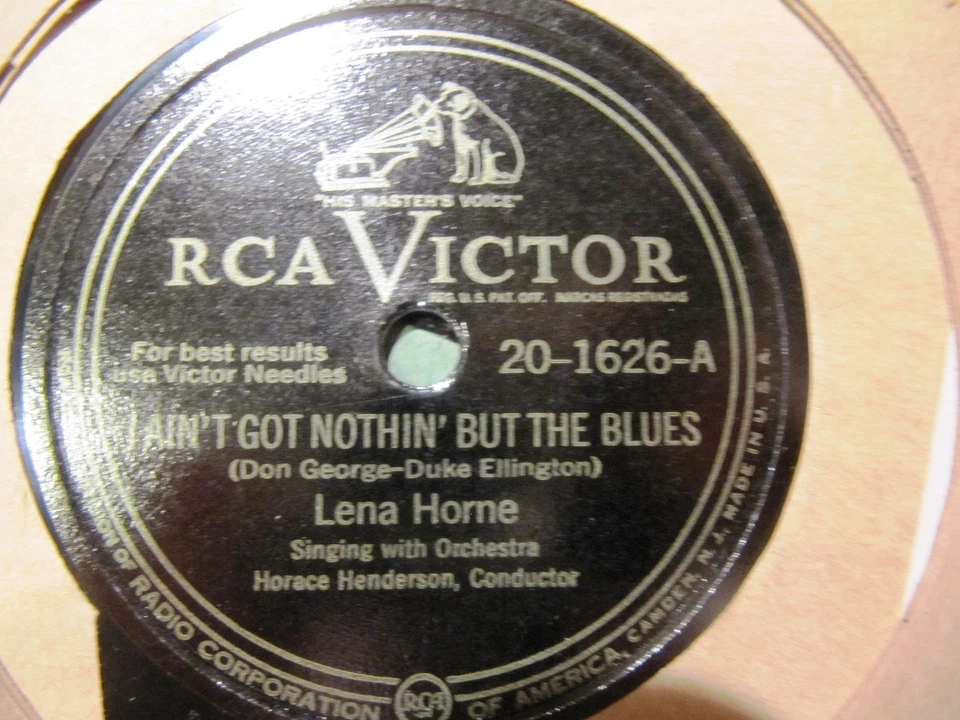 "HIS MASTER'S VOICE"
RCA VICTOR
REG. U.S. PAT. OFF. MARCAS REGISTRADAS
For best results
use Victor Needles
20–1626–A
I AIN'T GOT NOTHIN' BUT THE BLUES
(Don George–Duke Ellington)
Lena Horne
Singing with Orchestra
Horace Henderson, Conductor
OF RADIO CORPORATION RCA OF AMERICA, CAMDEN, N. J. MADE IN U. S. A.